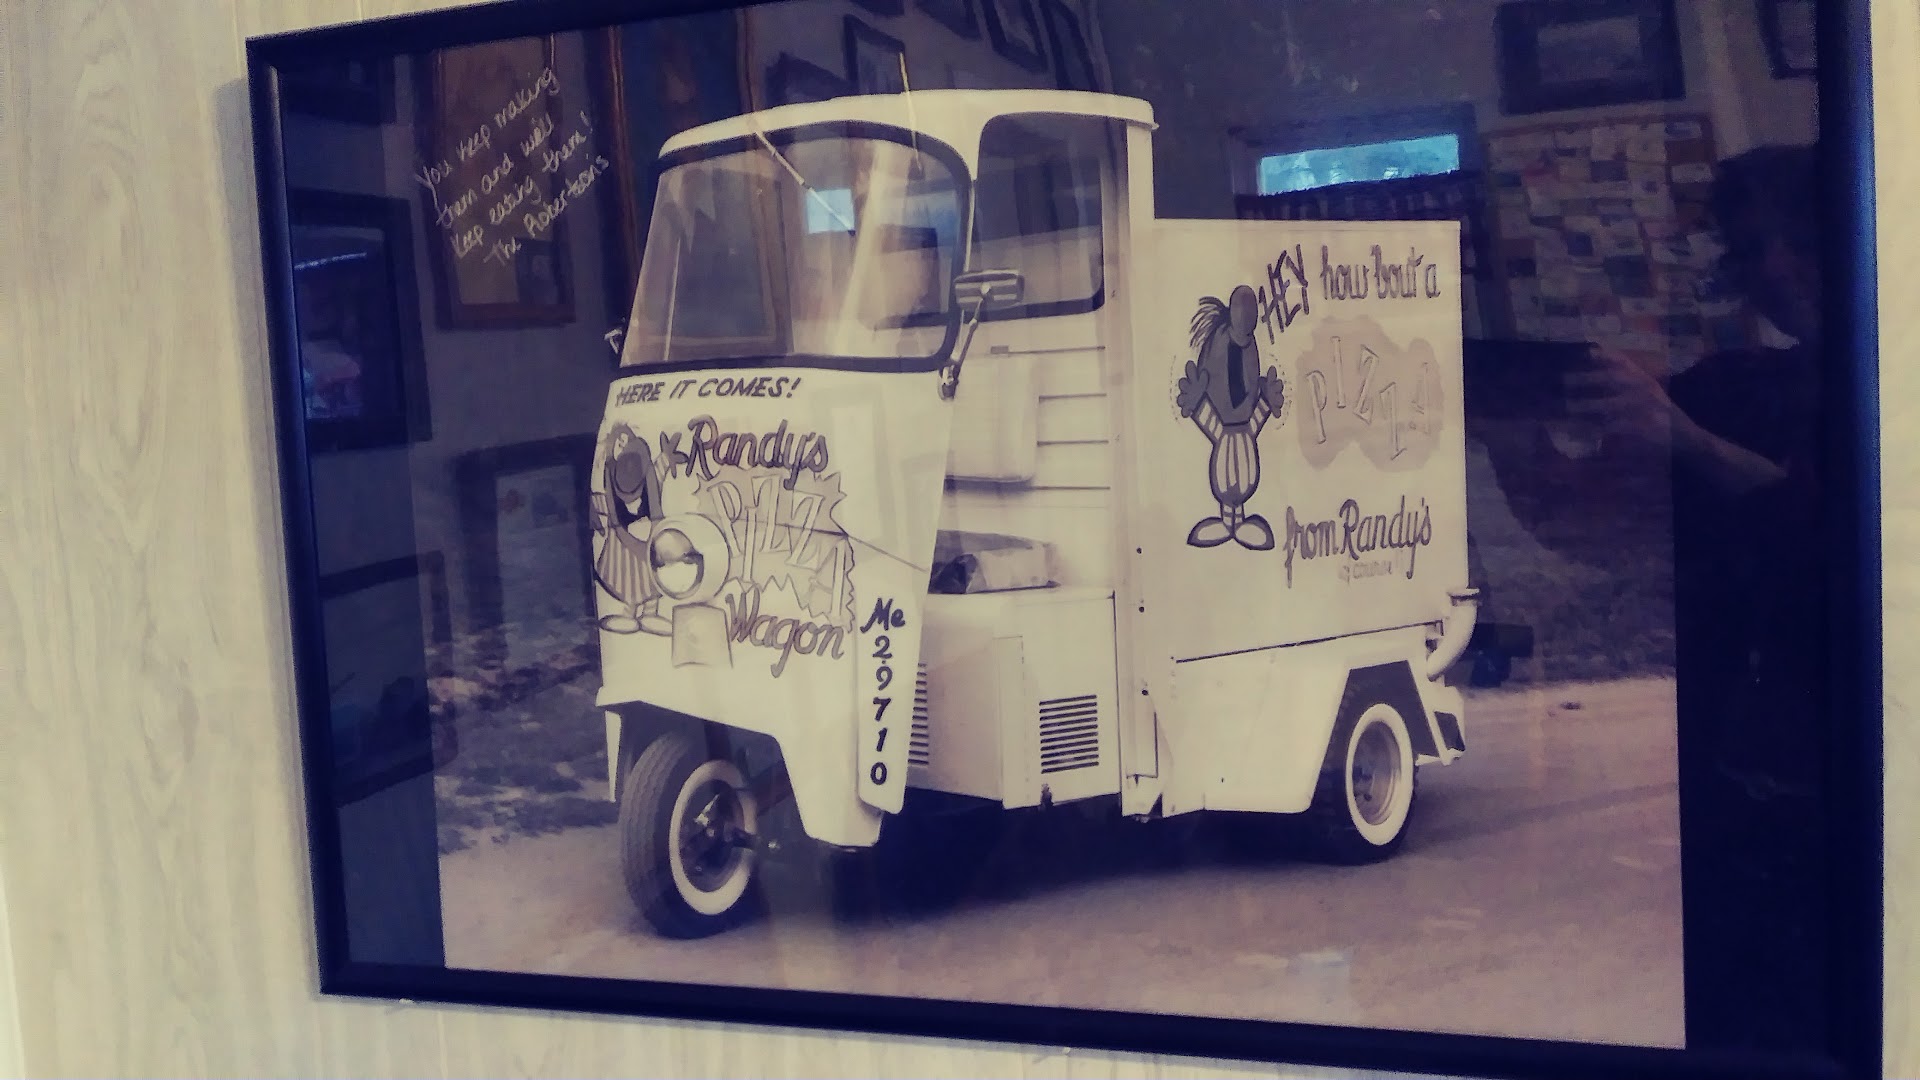 You keep making
them and we'll
keep eating them!
The
HERE IT COMES!
Randy's
PIZZA
Wagon
Me
2-9710
HEY how 'bout a
PIZZA
from Randy's